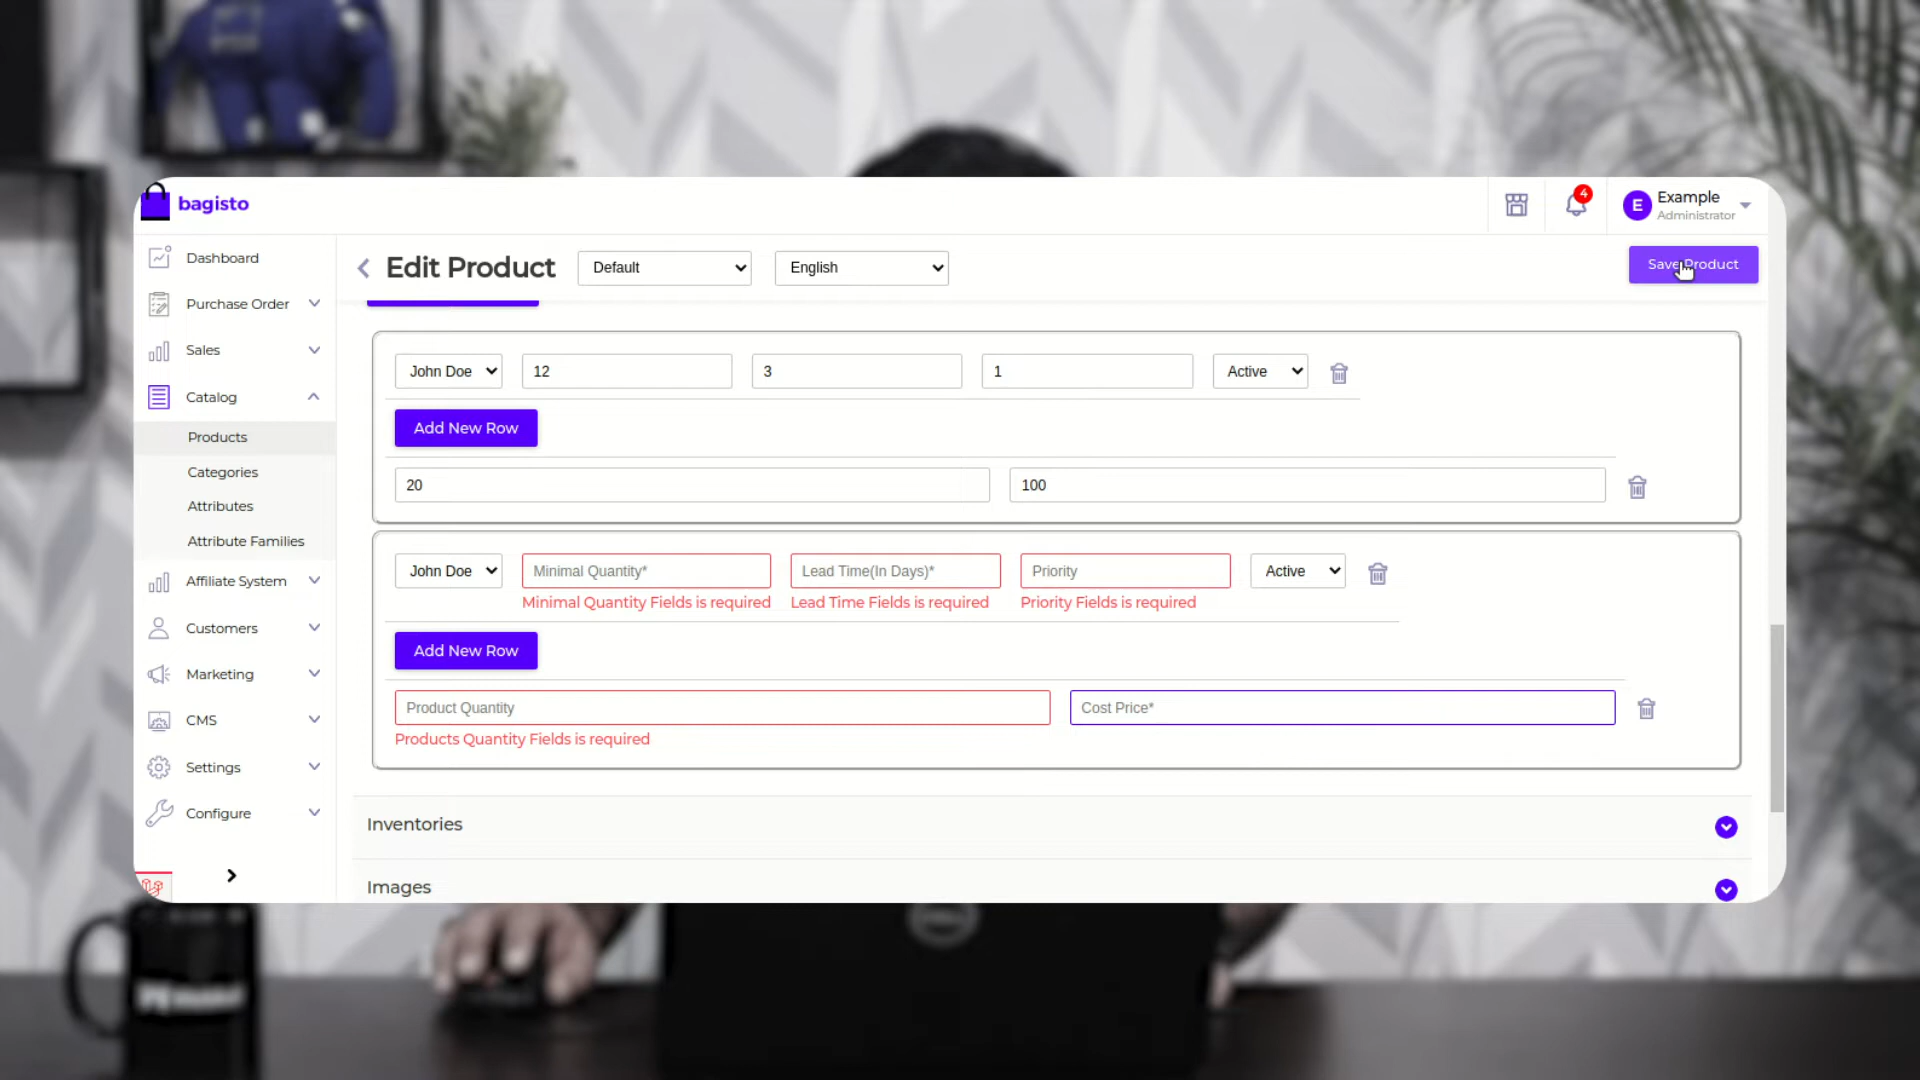 bagisto
4
E
Example
Administrator
Dashboard
Purchase Order
Sales
Catalog
Products
Categories
Attributes
Attribute Families
Affiliate System
Customers
Marketing
CMS
Settings
Configure
Edit Product
Default
English
Save Product
John Doe 12 3 1 Active
Add New Row
20 100
John Doe Minimal Quantity* Lead Time(In Days)* Priority Active
Minimal Quantity Fields is required Lead Time Fields is required Priority Fields is required
Add New Row
Product Quantity Cost Price*
Products Quantity Fields is required
Inventories
Images